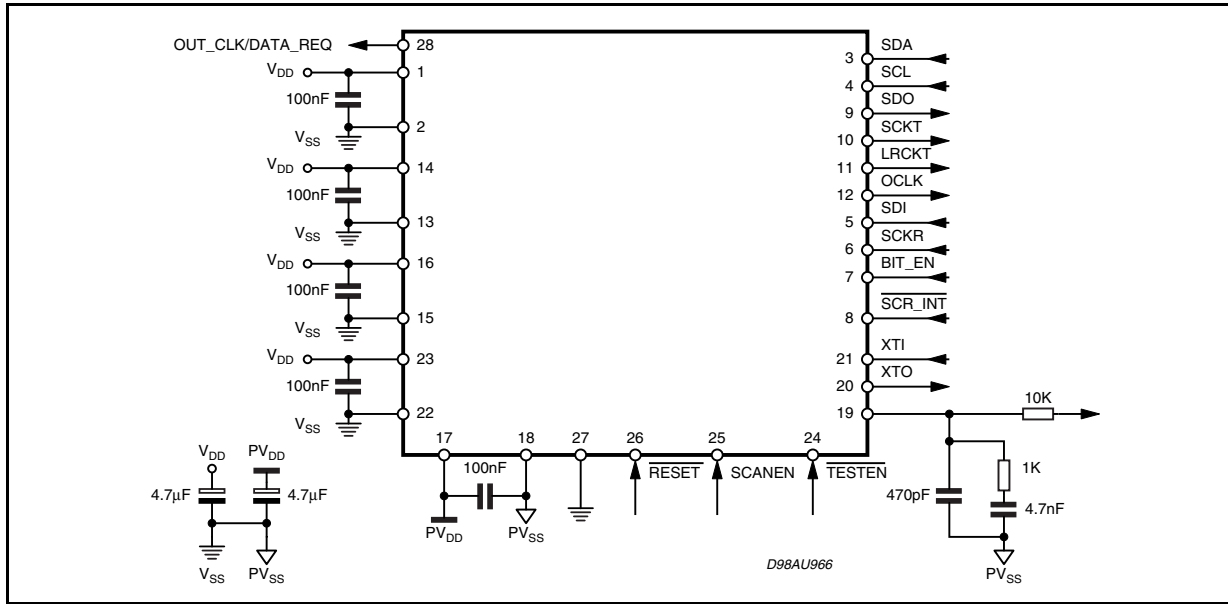 OUT_CLK/DATA_REQ
28
VDD
1
100nF
VSS
2
VDD
14
100nF
VSS
13
VDD
16
100nF
VSS
15
VDD
23
100nF
VSS
22
3
SDA
4
SCL
9
SDO
10
SCKT
11
LRCKT
12
OCLK
5
SDI
6
SCKR
7
BIT_EN
8
SCR_INT
21
XTI
20
XTO
19
10K
1K
470pF
4.7nF
PVSS
17
18
27
26
25
24
100nF
RESET
SCANEN
TESTEN
PVDD
PVSS
VDD
PVDD
4.7µF
4.7µF
VSS
PVSS
D98AU966